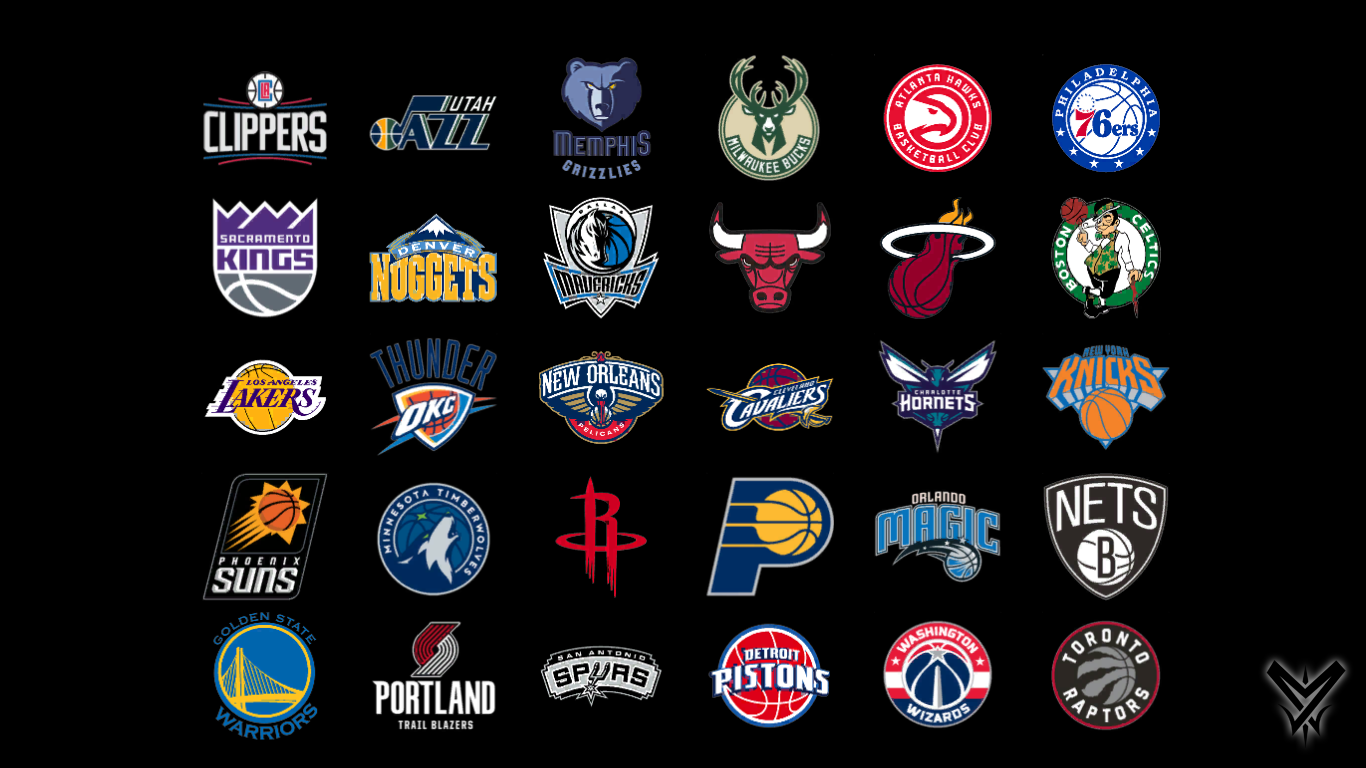 LAC
CLIPPERS
UTAH
JAZZ
MEMPHIS
GRIZZLIES
MILWAUKEE BUCKS
ATLANTA HAWKS
BASKETBALL CLUB
PHILADELPHIA
76ers
SACRAMENTO
KINGS
DENVER
NUGGETS
DALLAS
MAVERICKS
BOSTON
CELTICS
LOS ANGELES
LAKERS
THUNDER
OKC
NEW ORLEANS
PELICANS
CLEVELAND
CAVALIERS
CHARLOTTE
HORNETS
NEW YORK
KNICKS
PHOENIX
SUNS
MINNESOTA TIMBERWOLVES
R
ORLANDO
MAGIC
NETS
B
GOLDEN STATE
WARRIORS
PORTLAND
TRAIL BLAZERS
SAN ANTONIO
SPURS
DETROIT
PISTONS
WASHINGTON
WIZARDS
TORONTO
RAPTORS